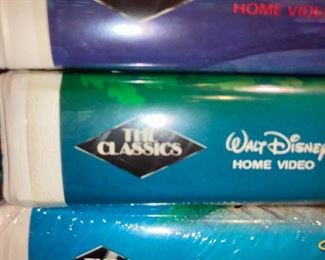 HOME VIDEO
THE
CLASSICS
WALT DISNEY
HOME VIDEO